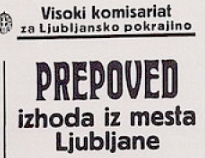 Visoki komisariat
za Ljubljansko pokrajino
PREPOVED
izhoda iz mesta
Ljubljane